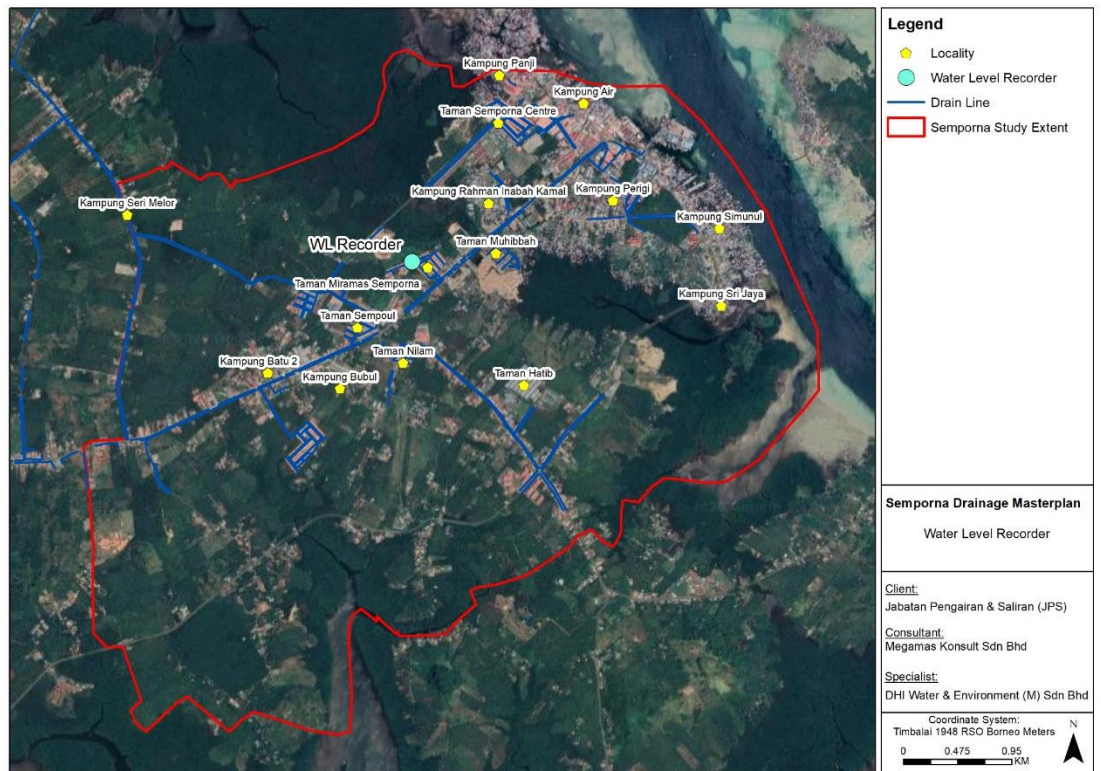 Kampung Panji
Kampung Air
Taman Semporna Centre
Kampung Rahman Inabah Kamal
Kampung Perigi
Kampung Seri Melor
Kampung Simunul
WL Recorder
Taman Muhibbah
Taman Miramas Semporna
Kampung Sri Jaya
Taman Sempoul
Taman Nilam
Kampung Batu 2
Kampung Bubul
Taman Hatib
Legend
Locality
Water Level Recorder
Drain Line
Semporna Study Extent
Semporna Drainage Masterplan
Water Level Recorder
Client:
Jabatan Pengairan & Saliran (JPS)
Consultant:
Megamas Konsult Sdn Bhd
Specialist:
DHI Water & Environment (M) Sdn Bhd
Coordinate System:
Timbalai 1948 RSO Borneo Meters
N
0 0.475 0.95
KM